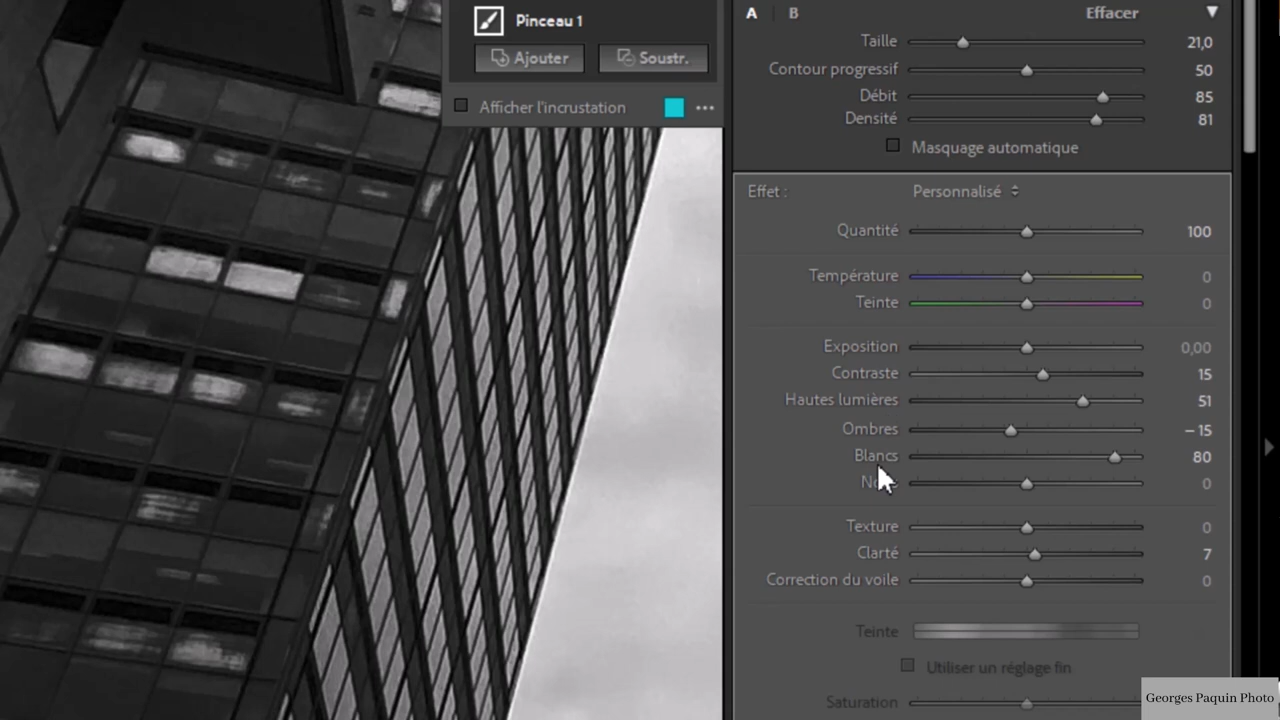 Pinceau 1
Ajouter
Soustr.
Afficher l'incrustation
A B Effacer
Taille 21,0
Contour progressif 50
Débit 85
Densité 81
Masquage automatique
Effet : Personnalisé
Quantité 100
Température 0
Teinte 0
Exposition 0,00
Contraste 15
Hautes lumières 51
Ombres – 15
Blancs 80
0
Texture 0
Clarté 7
Correction du voile 0
Teinte
Utiliser un réglage fin
Saturation
Georges Paquin Photo